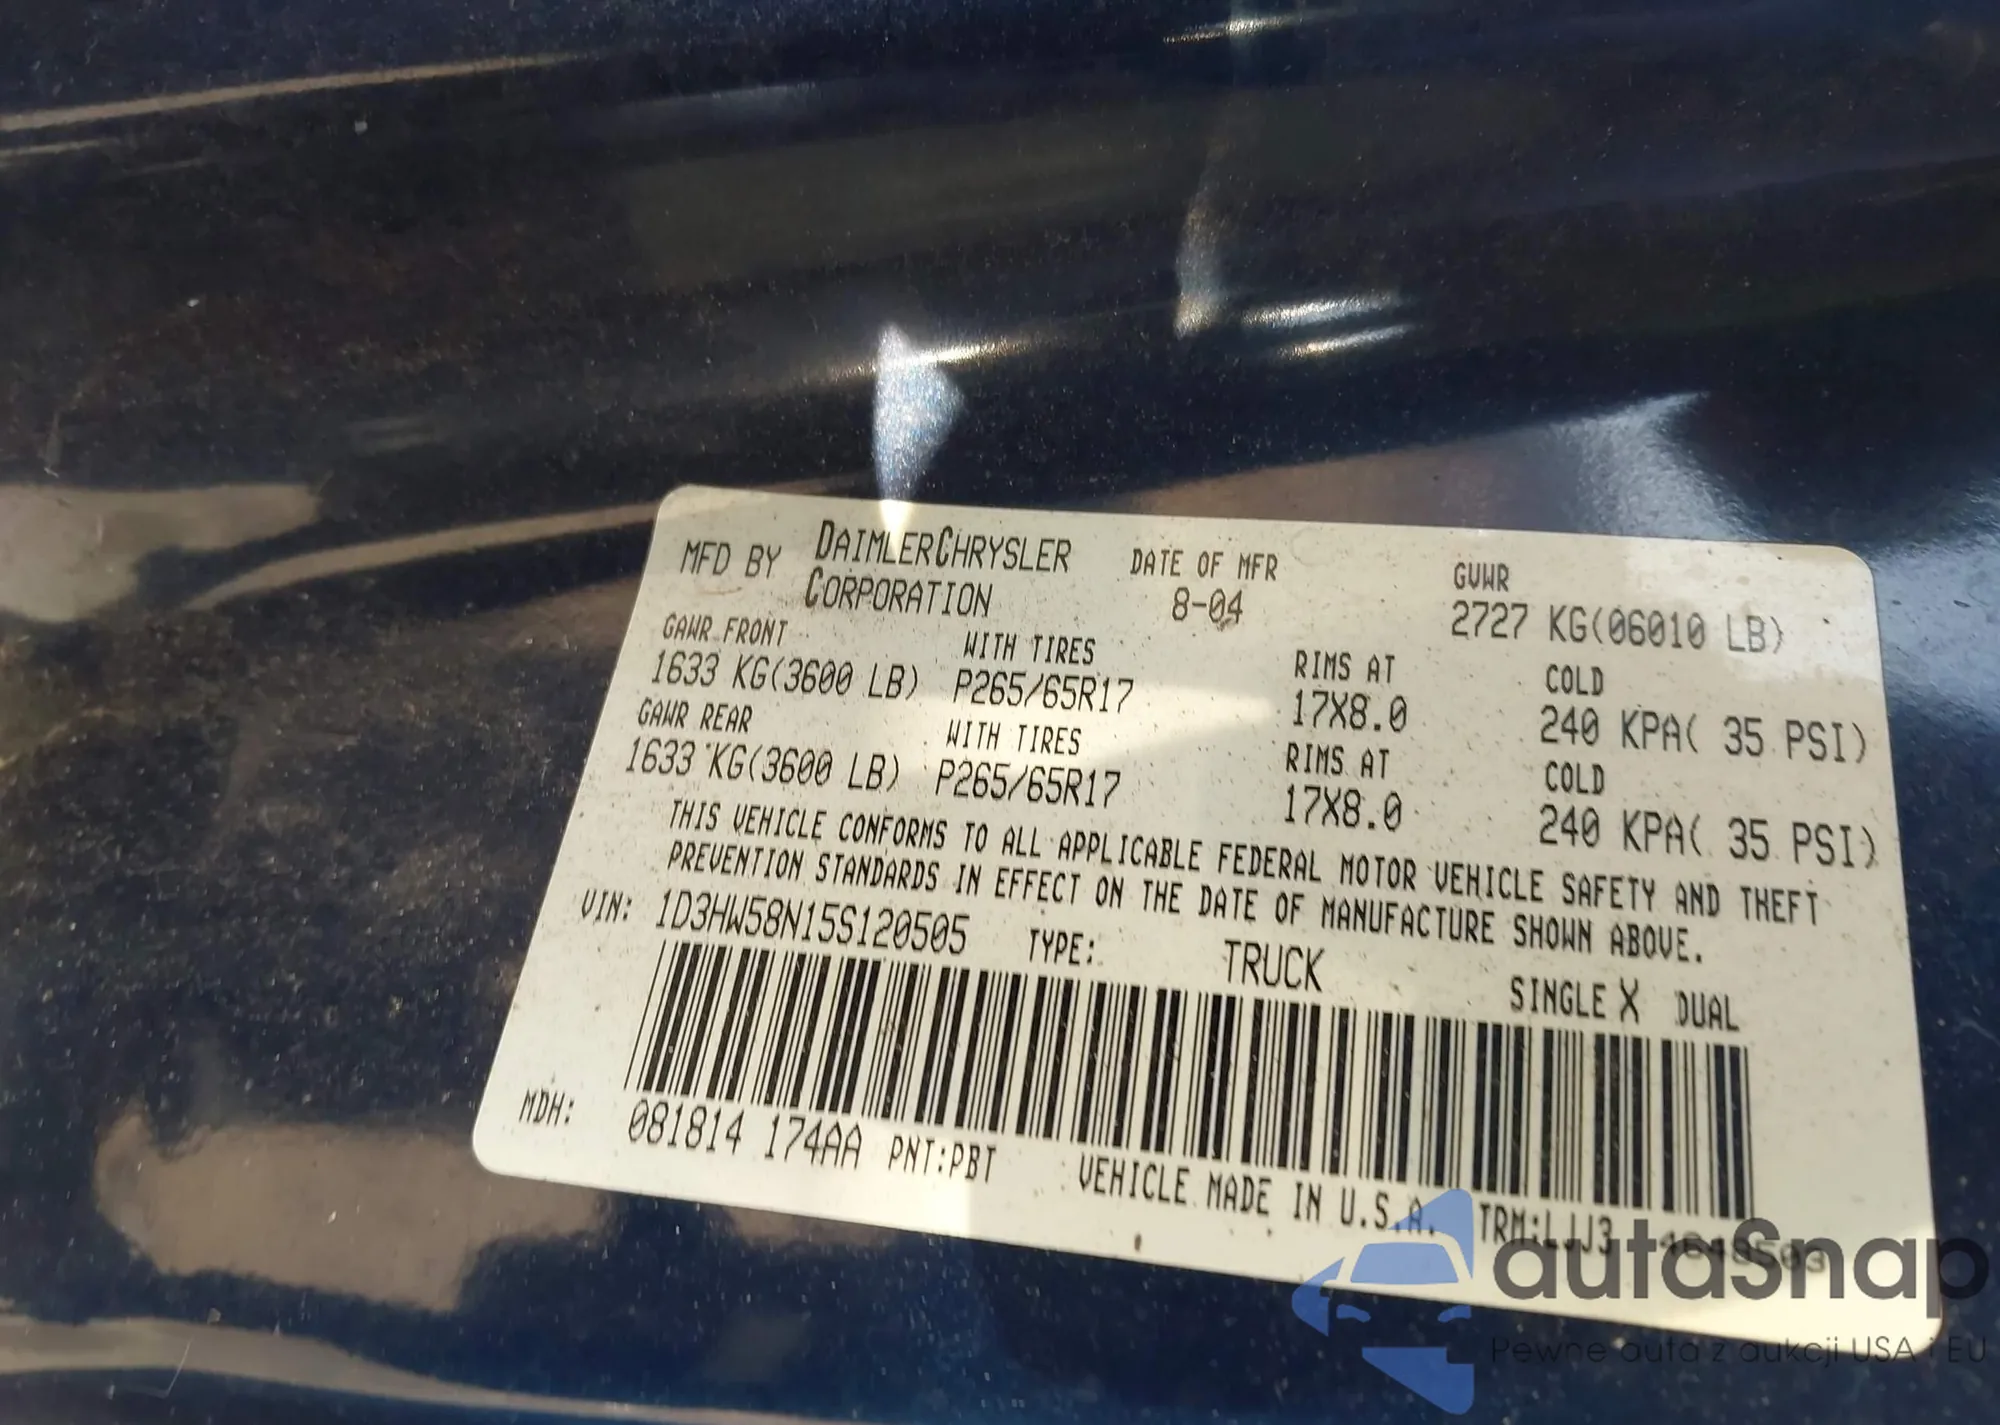 MFD BY DAIMLERCHRYSLER CORPORATION DATE OF MFR 8-04 GVWR 2727 KG(06010 LB)
GAWR FRONT WITH TIRES RIMS AT COLD
1633 KG(3600 LB) P265/65R17 17X8.0 240 KPA( 35 PSI)
GAWR REAR WITH TIRES RIMS AT COLD
1633 KG(3600 LB) P265/65R17 17X8.0 240 KPA( 35 PSI)
THIS VEHICLE CONFORMS TO ALL APPLICABLE FEDERAL MOTOR VEHICLE SAFETY AND THEFT
PREVENTION STANDARDS IN EFFECT ON THE DATE OF MANUFACTURE SHOWN ABOVE.
VIN: 1D3HW58N15S120505 TYPE: TRUCK SINGLE X DUAL
MDH: 081814 174AA PNT:PBT VEHICLE MADE IN U.S.A. TRM:LJJ3
autoSnap
Pewne auta z aukcji USA i EU